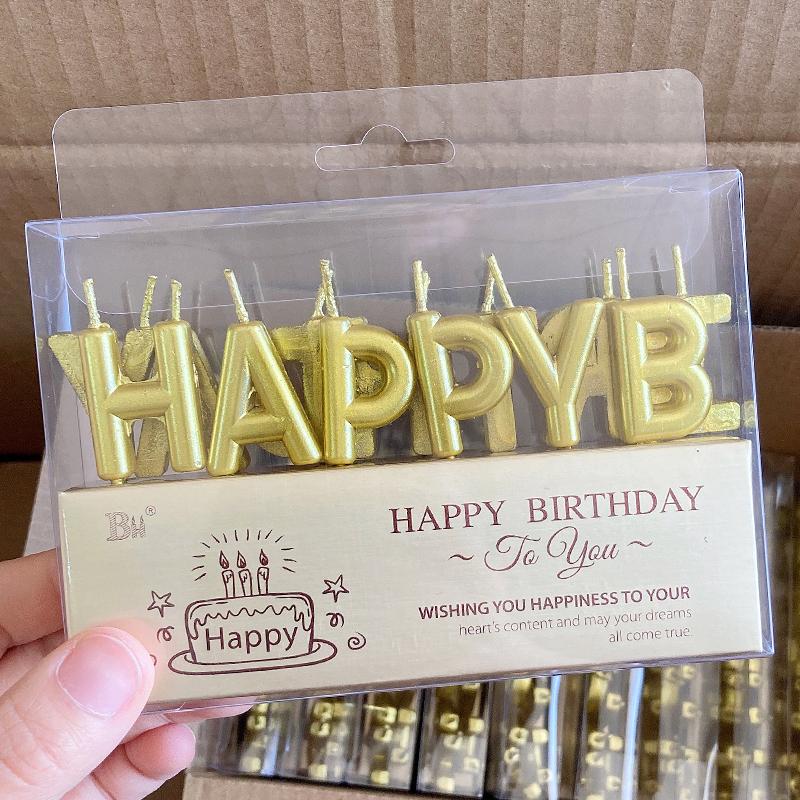 HAPPYB
BH®
HAPPY BIRTHDAY
~ To You ~
Happy
WISHING YOU HAPPINESS TO YOUR
heart's content and may your dreams
all come true.